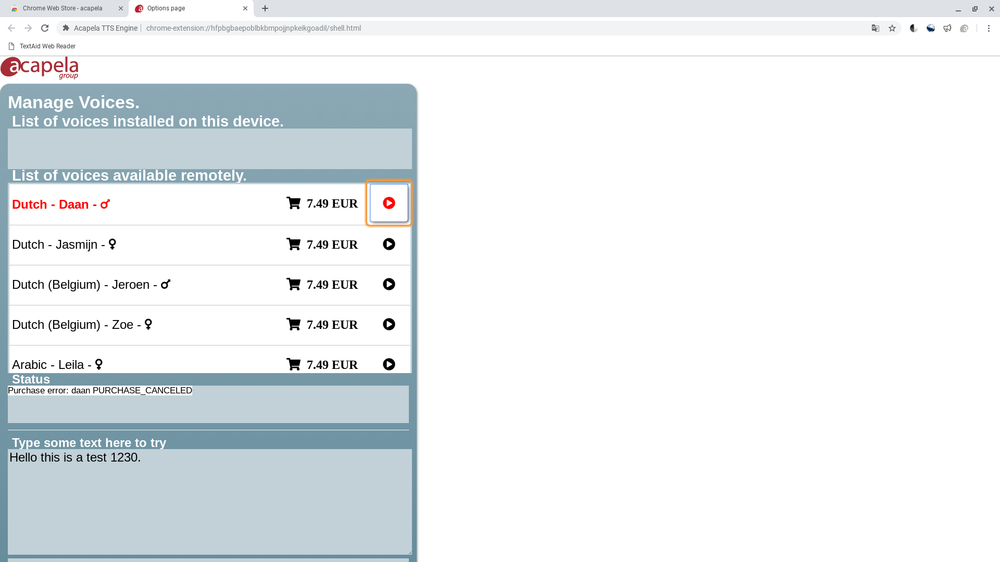 Chrome Web Store - acapela
Options page
Acapela TTS Engine
chrome-extension://hfpbgbaepoblbkbmpojjnpkeikgoadil/shell.html
TextAid Web Reader
acapela
group
Manage Voices.
List of voices installed on this device.
List of voices available remotely.
Dutch - Daan - ♂ 7.49 EUR
Dutch - Jasmijn - ♀ 7.49 EUR
Dutch (Belgium) - Jeroen - ♂ 7.49 EUR
Dutch (Belgium) - Zoe - ♀ 7.49 EUR
Arabic - Leila - ♀ 7.49 EUR
Status
Purchase error: daan PURCHASE_CANCELED
Type some text here to try
Hello this is a test 1230.